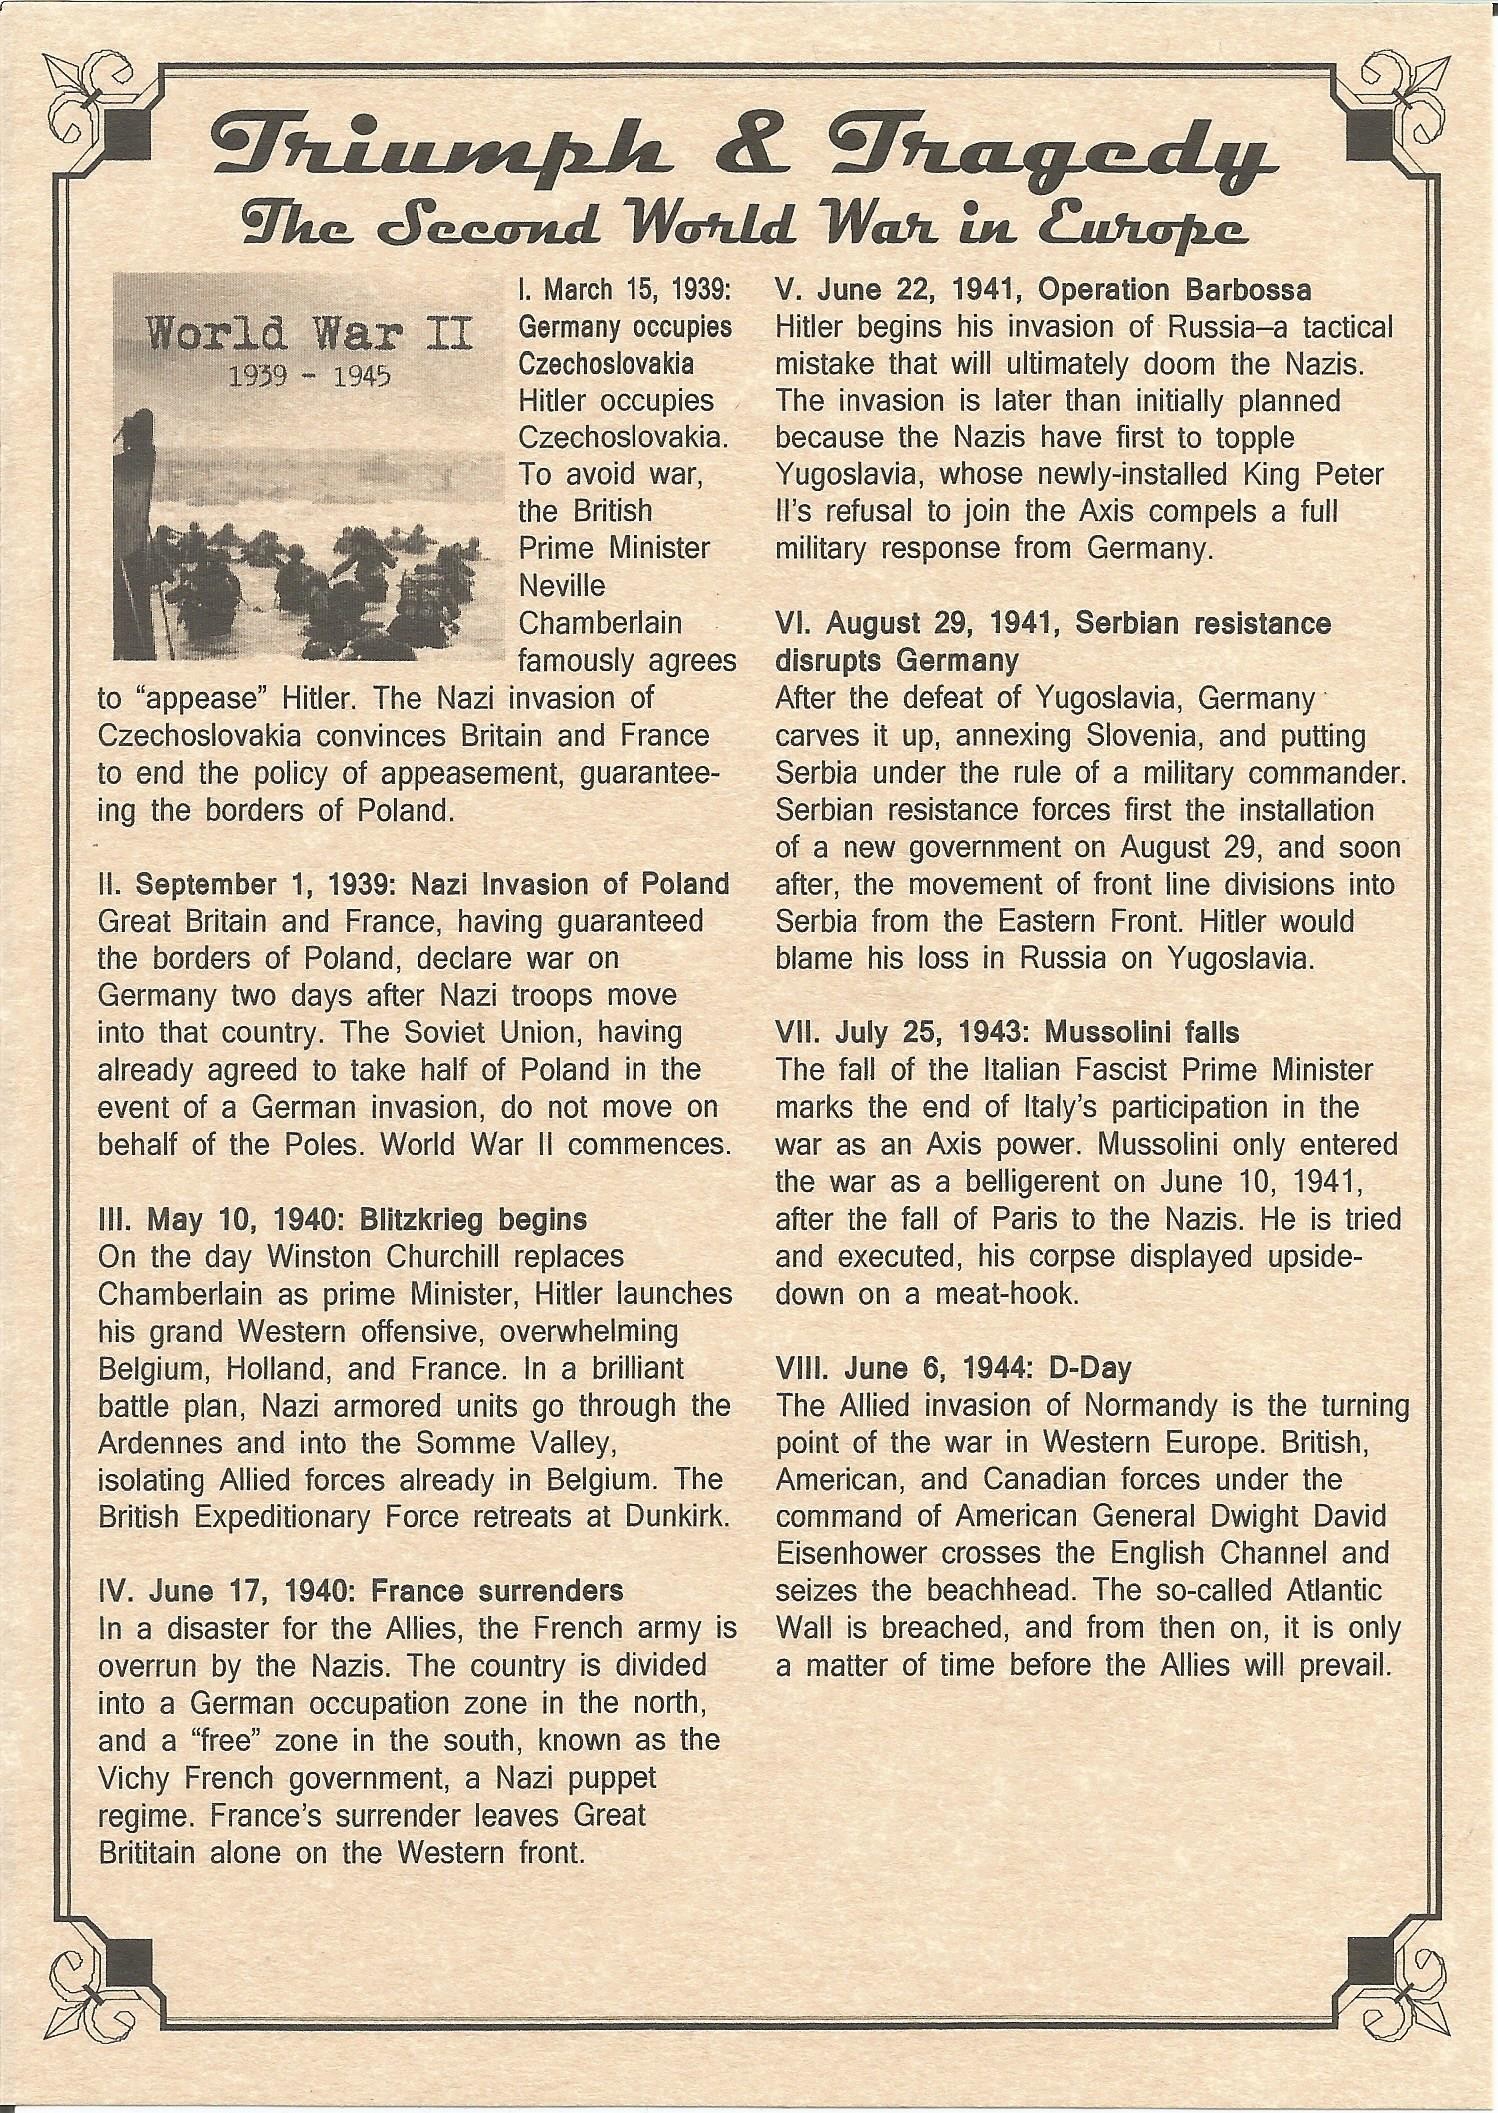 Triumph & Tragedy
The Second World War in Europe
World War II
1939 - 1945
I. March 15, 1939:
Germany occupies
Czechoslovakia
Hitler occupies
Czechoslovakia.
To avoid war,
the British
Prime Minister
Neville
Chamberlain
famously agrees
to “appease” Hitler. The Nazi invasion of
Czechoslovakia convinces Britain and France
to end the policy of appeasement, guarantee-
ing the borders of Poland.
II. September 1, 1939: Nazi Invasion of Poland
Great Britain and France, having guaranteed
the borders of Poland, declare war on
Germany two days after Nazi troops move
into that country. The Soviet Union, having
already agreed to take half of Poland in the
event of a German invasion, do not move on
behalf of the Poles. World War II commences.
III. May 10, 1940: Blitzkrieg begins
On the day Winston Churchill replaces
Chamberlain as prime Minister, Hitler launches
his grand Western offensive, overwhelming
Belgium, Holland, and France. In a brilliant
battle plan, Nazi armored units go through the
Ardennes and into the Somme Valley,
isolating Allied forces already in Belgium. The
British Expeditionary Force retreats at Dunkirk.
IV. June 17, 1940: France surrenders
In a disaster for the Allies, the French army is
overrun by the Nazis. The country is divided
into a German occupation zone in the north,
and a “free” zone in the south, known as the
Vichy French government, a Nazi puppet
regime. France’s surrender leaves Great
Brititain alone on the Western front.
V. June 22, 1941, Operation Barbossa
Hitler begins his invasion of Russia–a tactical
mistake that will ultimately doom the Nazis.
The invasion is later than initially planned
because the Nazis have first to topple
Yugoslavia, whose newly-installed King Peter
II’s refusal to join the Axis compels a full
military response from Germany.
VI. August 29, 1941, Serbian resistance
disrupts Germany
After the defeat of Yugoslavia, Germany
carves it up, annexing Slovenia, and putting
Serbia under the rule of a military commander.
Serbian resistance forces first the installation
of a new government on August 29, and soon
after, the movement of front line divisions into
Serbia from the Eastern Front. Hitler would
blame his loss in Russia on Yugoslavia.
VII. July 25, 1943: Mussolini falls
The fall of the Italian Fascist Prime Minister
marks the end of Italy’s participation in the
war as an Axis power. Mussolini only entered
the war as a belligerent on June 10, 1941,
after the fall of Paris to the Nazis. He is tried
and executed, his corpse displayed upside-
down on a meat-hook.
VIII. June 6, 1944: D-Day
The Allied invasion of Normandy is the turning
point of the war in Western Europe. British,
American, and Canadian forces under the
command of American General Dwight David
Eisenhower crosses the English Channel and
seizes the beachhead. The so-called Atlantic
Wall is breached, and from then on, it is only
a matter of time before the Allies will prevail.